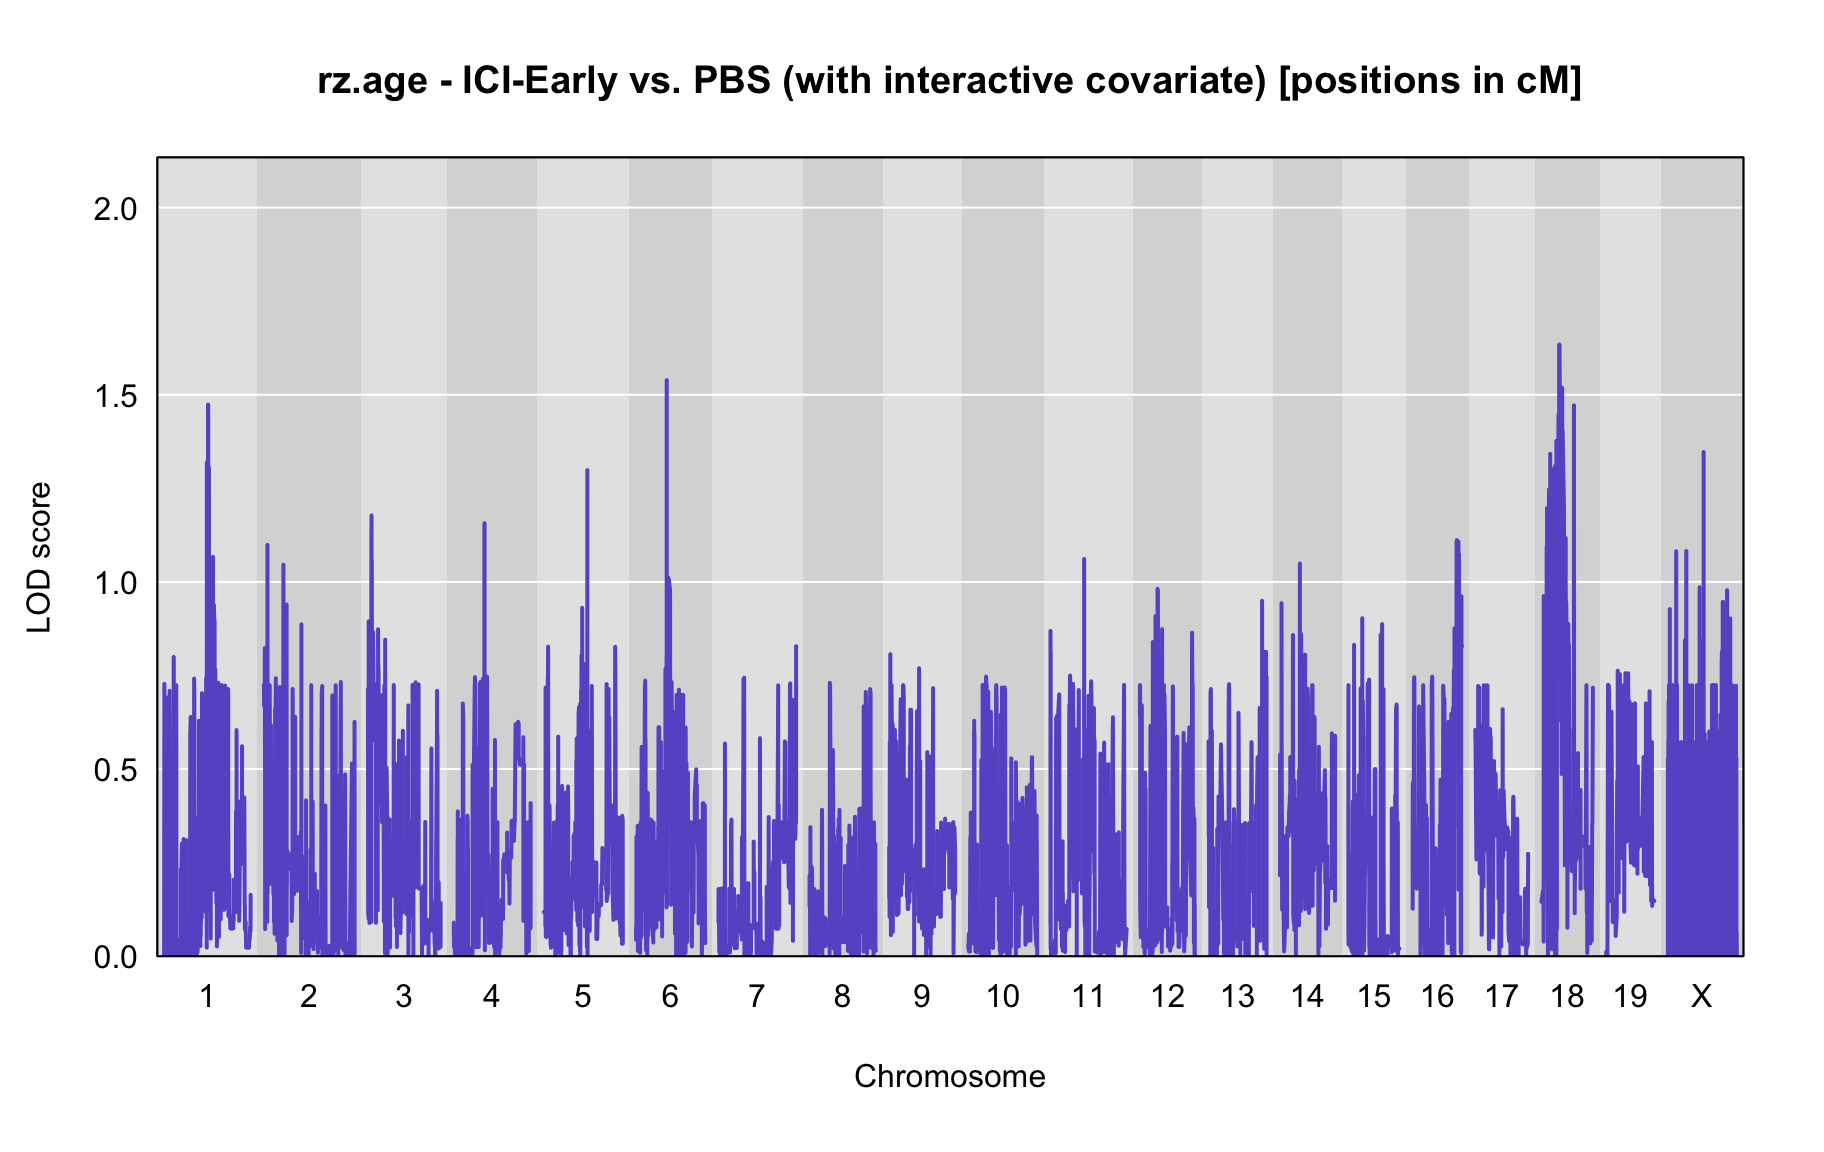 rz.age - ICI-Early vs. PBS (with interactive covariate) [positions in cM]
2.0
1.5
1.0
0.5
0.0
LOD score
1 2 3 4 5 6 7 8 9 10 11 12 13 14 15 16 17 18 19 X
Chromosome